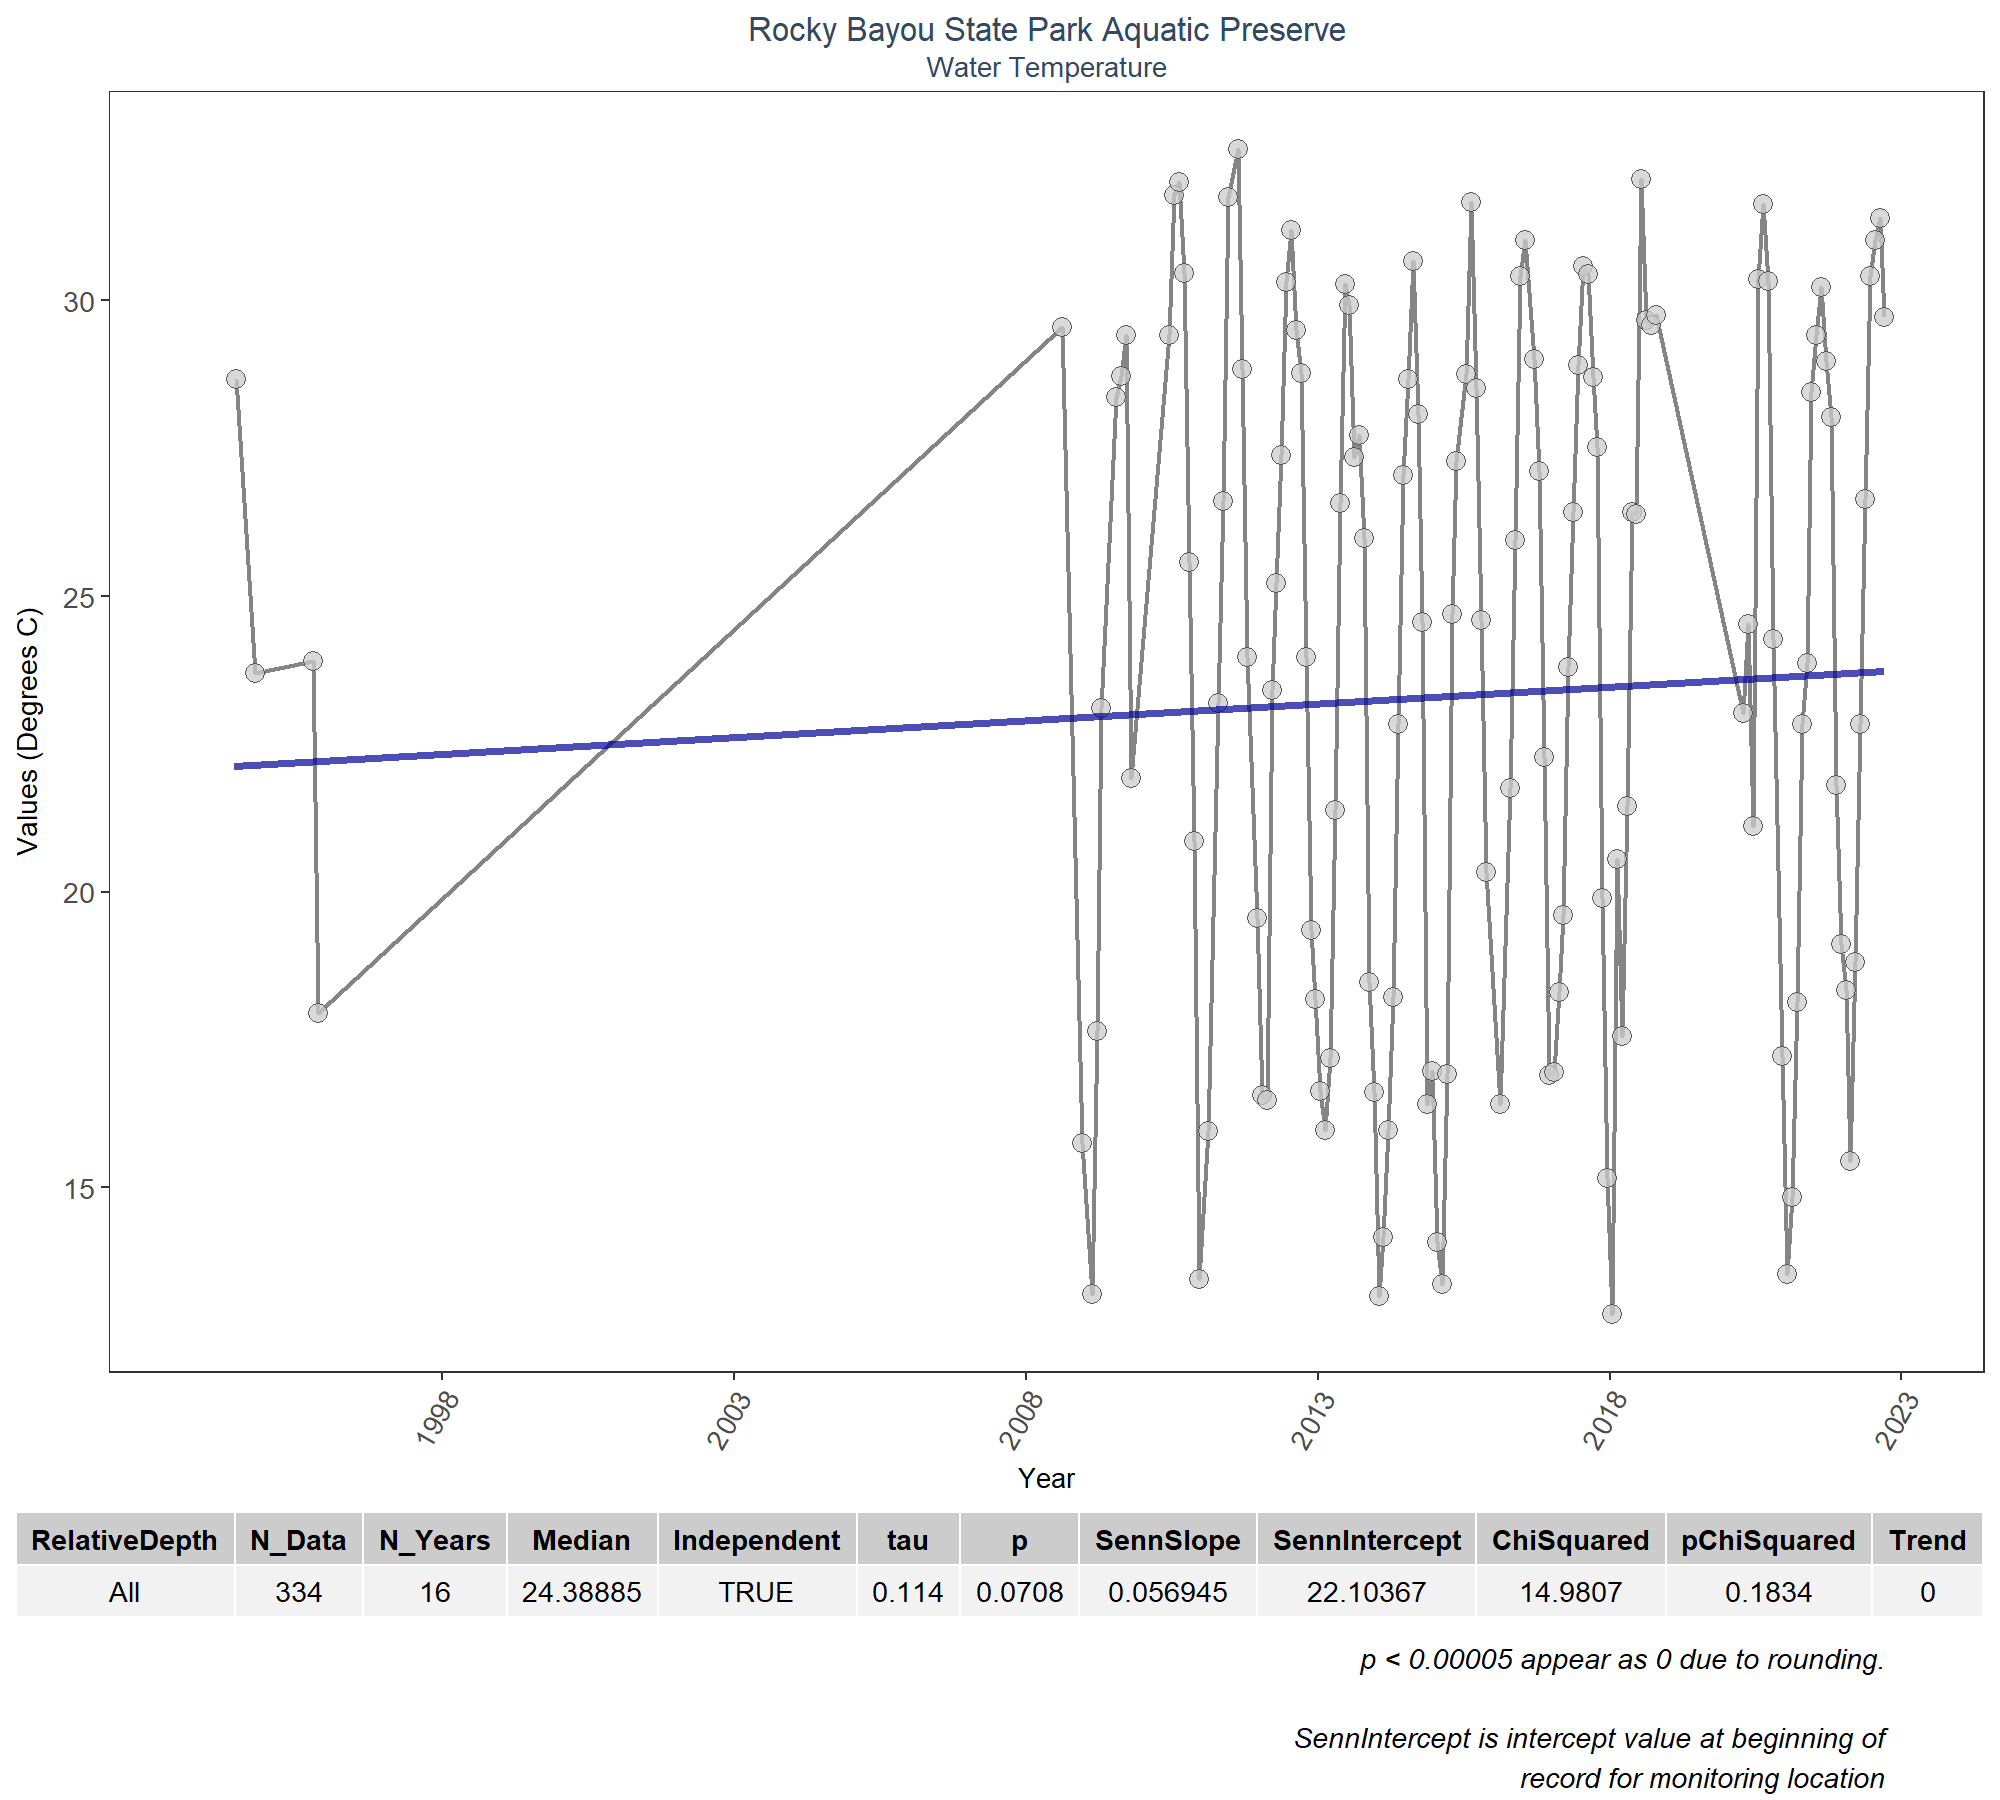 Rocky Bayou State Park Aquatic Preserve
Water Temperature
Values (Degrees C)
30
25
20
15
1998
2003
2008
2013
2018
2023
Year
RelativeDepth N_Data N_Years Median Independent tau p SennSlope SennIntercept ChiSquared pChiSquared Trend
All 334 16 24.38885 TRUE 0.114 0.0708 0.056945 22.10367 14.9807 0.1834 0
p < 0.00005 appear as 0 due to rounding.
SennIntercept is intercept value at beginning of
record for monitoring location